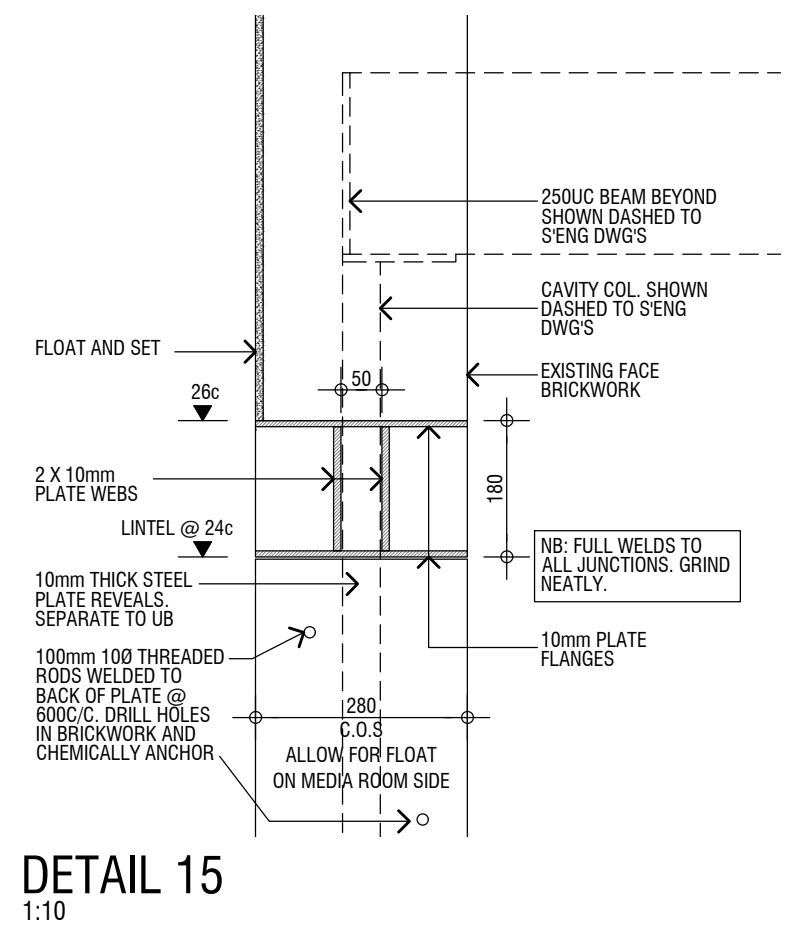 250UC BEAM BEYOND
SHOWN DASHED TO
S'ENG DWG'S
CAVITY COL. SHOWN
DASHED TO S'ENG
DWG'S
FLOAT AND SET
EXISTING FACE
BRICKWORK
50
26c
2 X 10mm
PLATE WEBS
180
LINTEL @ 24c
NB: FULL WELDS TO
ALL JUNCTIONS. GRIND
NEATLY.
10mm THICK STEEL
PLATE REVEALS.
SEPARATE TO UB
10mm PLATE
FLANGES
100mm 10Ø THREADED
RODS WELDED TO
BACK OF PLATE @
600C/C. DRILL HOLES
IN BRICKWORK AND
CHEMICALLY ANCHOR
280
C.O.S
ALLOW FOR FLOAT
ON MEDIA ROOM SIDE
DETAIL 15
1:10